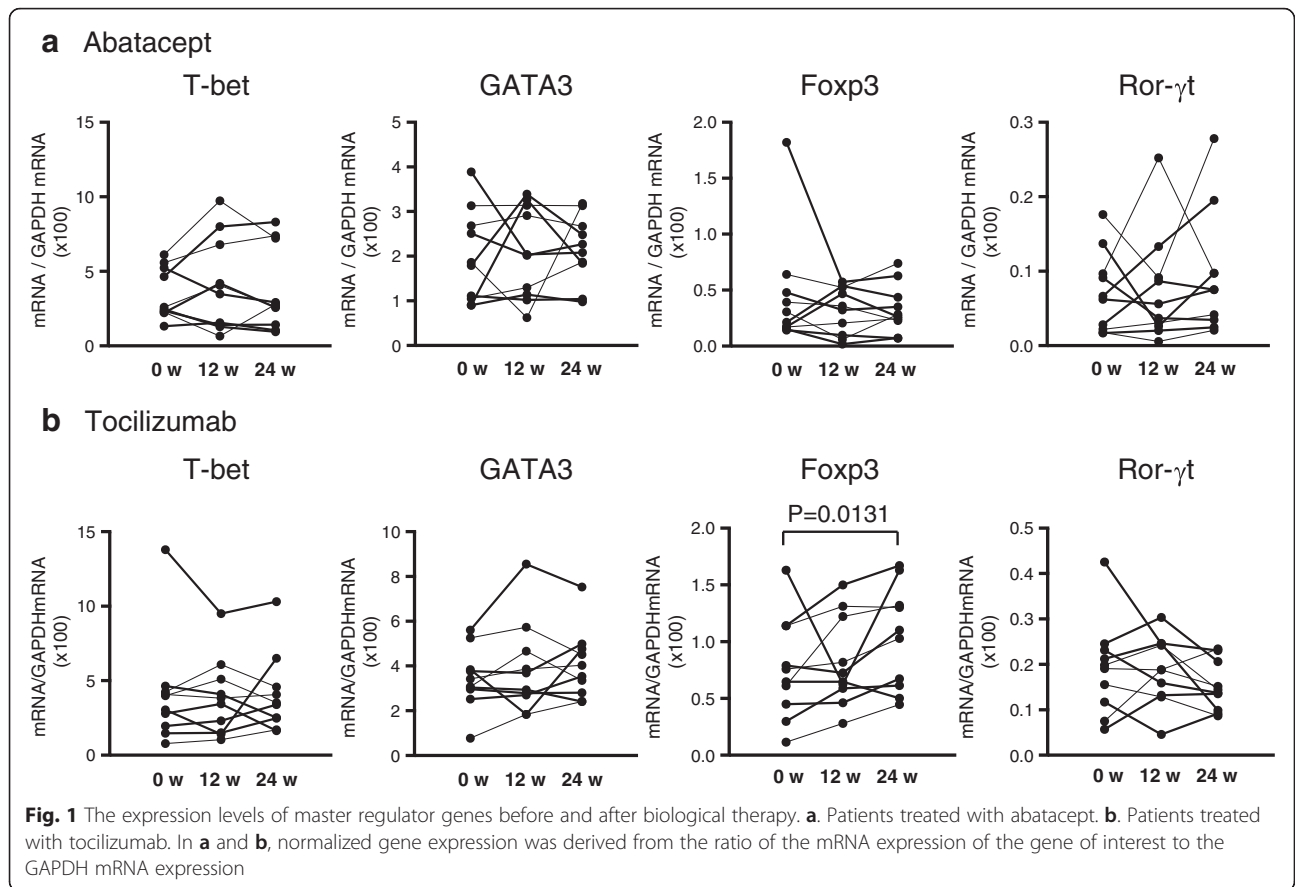 a Abatacept
T-bet
GATA3
Foxp3
Ror-γt
mRNA / GAPDH mRNA
(x100)
15
10
5
0
0 w 12 w 24 w
mRNA / GAPDH mRNA
(x100)
5
4
3
2
1
0
0 w 12 w 24 w
mRNA / GAPDH mRNA
(x100)
2.0
1.5
1.0
0.5
0.0
0 w 12 w 24 w
mRNA / GAPDH mRNA
(x100)
0.3
0.2
0.1
0.0
0 w 12 w 24 w
b Tocilizumab
T-bet
GATA3
Foxp3
Ror-γt
mRNA/GAPDHmRNA
(x100)
15
10
5
0
0 w 12 w 24 w
mRNA/GAPDHmRNA
(x100)
10
8
6
4
2
0
0 w 12 w 24 w
mRNA/GAPDHmRNA
(x100)
P=0.0131
2.0
1.5
1.0
0.5
0.0
0 w 12 w 24 w
mRNA/GAPDHmRNA
(x100)
0.5
0.4
0.3
0.2
0.1
0.0
0 w 12 w 24 w
Fig. 1 The expression levels of master regulator genes before and after biological therapy. a. Patients treated with abatacept. b. Patients treated
with tocilizumab. In a and b, normalized gene expression was derived from the ratio of the mRNA expression of the gene of interest to the
GAPDH mRNA expression